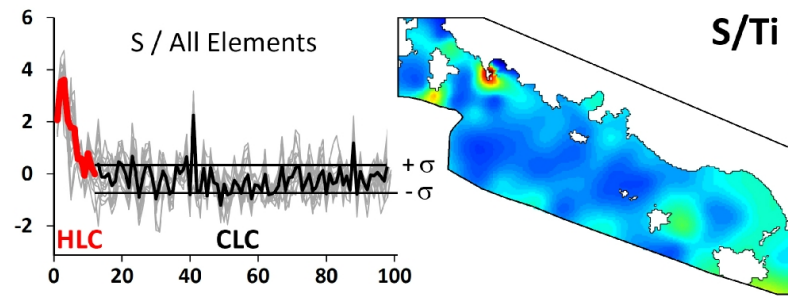 6
4
2
0
-2
S / All Elements
HLC
CLC
+ σ
- σ
0
20
40
60
80
100
S/Ti